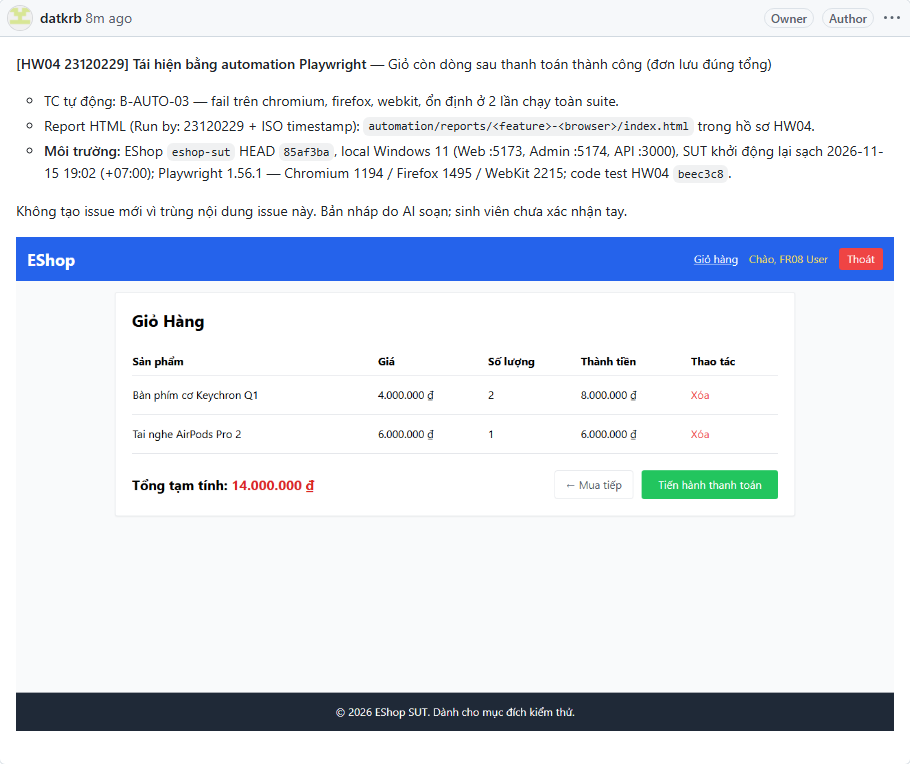 datkrb 8m ago Owner Author
[HW04 23120229] Tái hiện bằng automation Playwright — Giỏ còn dòng sau thanh toán thành công (đơn lưu đúng tổng)
TC tự động: B-AUTO-03 — fail trên chromium, firefox, webkit, ổn định ở 2 lần chạy toàn suite.
Report HTML (Run by: 23120229 + ISO timestamp): automation/reports/<feature>-<browser>/index.html trong hồ sơ HW04.
Môi trường: EShop eshop-sut HEAD 85af3ba, local Windows 11 (Web :5173, Admin :5174, API :3000), SUT khởi động lại sạch 2026-11-
15 19:02 (+07:00); Playwright 1.56.1 — Chromium 1194 / Firefox 1495 / WebKit 2215; code test HW04 beec3c8 .
Không tạo issue mới vì trùng nội dung issue này. Bản nháp do AI soạn; sinh viên chưa xác nhận tay.
EShop Giỏ hàng Chào, FR08 User Thoát
Giỏ Hàng
Sản phẩm Giá Số lượng Thành tiền Thao tác
Bàn phím cơ Keychron Q1 4.000.000 ₫ 2 8.000.000 ₫ Xóa
Tai nghe AirPods Pro 2 6.000.000 ₫ 1 6.000.000 ₫ Xóa
Tổng tạm tính: 14.000.000 ₫ ← Mua tiếp Tiến hành thanh toán
© 2026 EShop SUT. Dành cho mục đích kiểm thử.